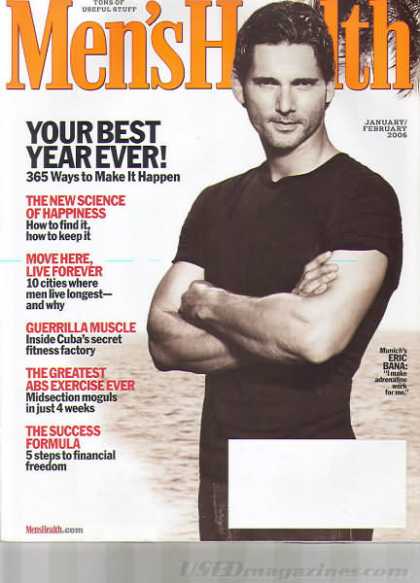 TONS OF
USEFUL STUFF
Men'sHealth
JANUARY/
FEBRUARY
2006
YOUR BEST
YEAR EVER!
365 Ways to Make It Happen
THE NEW SCIENCE
OF HAPPINESS
How to find it,
how to keep it
MOVE HERE,
LIVE FOREVER
10 cities where
men live longest—
and why
GUERRILLA MUSCLE
Inside Cuba's secret
fitness factory
THE GREATEST
ABS EXERCISE EVER
Midsection moguls
in just 4 weeks
THE SUCCESS
FORMULA
5 steps to financial
freedom
Munich's
ERIC
BANA:
"I make
adrenaline
work
for me."
MensHealth.com
USEDmagazines.com